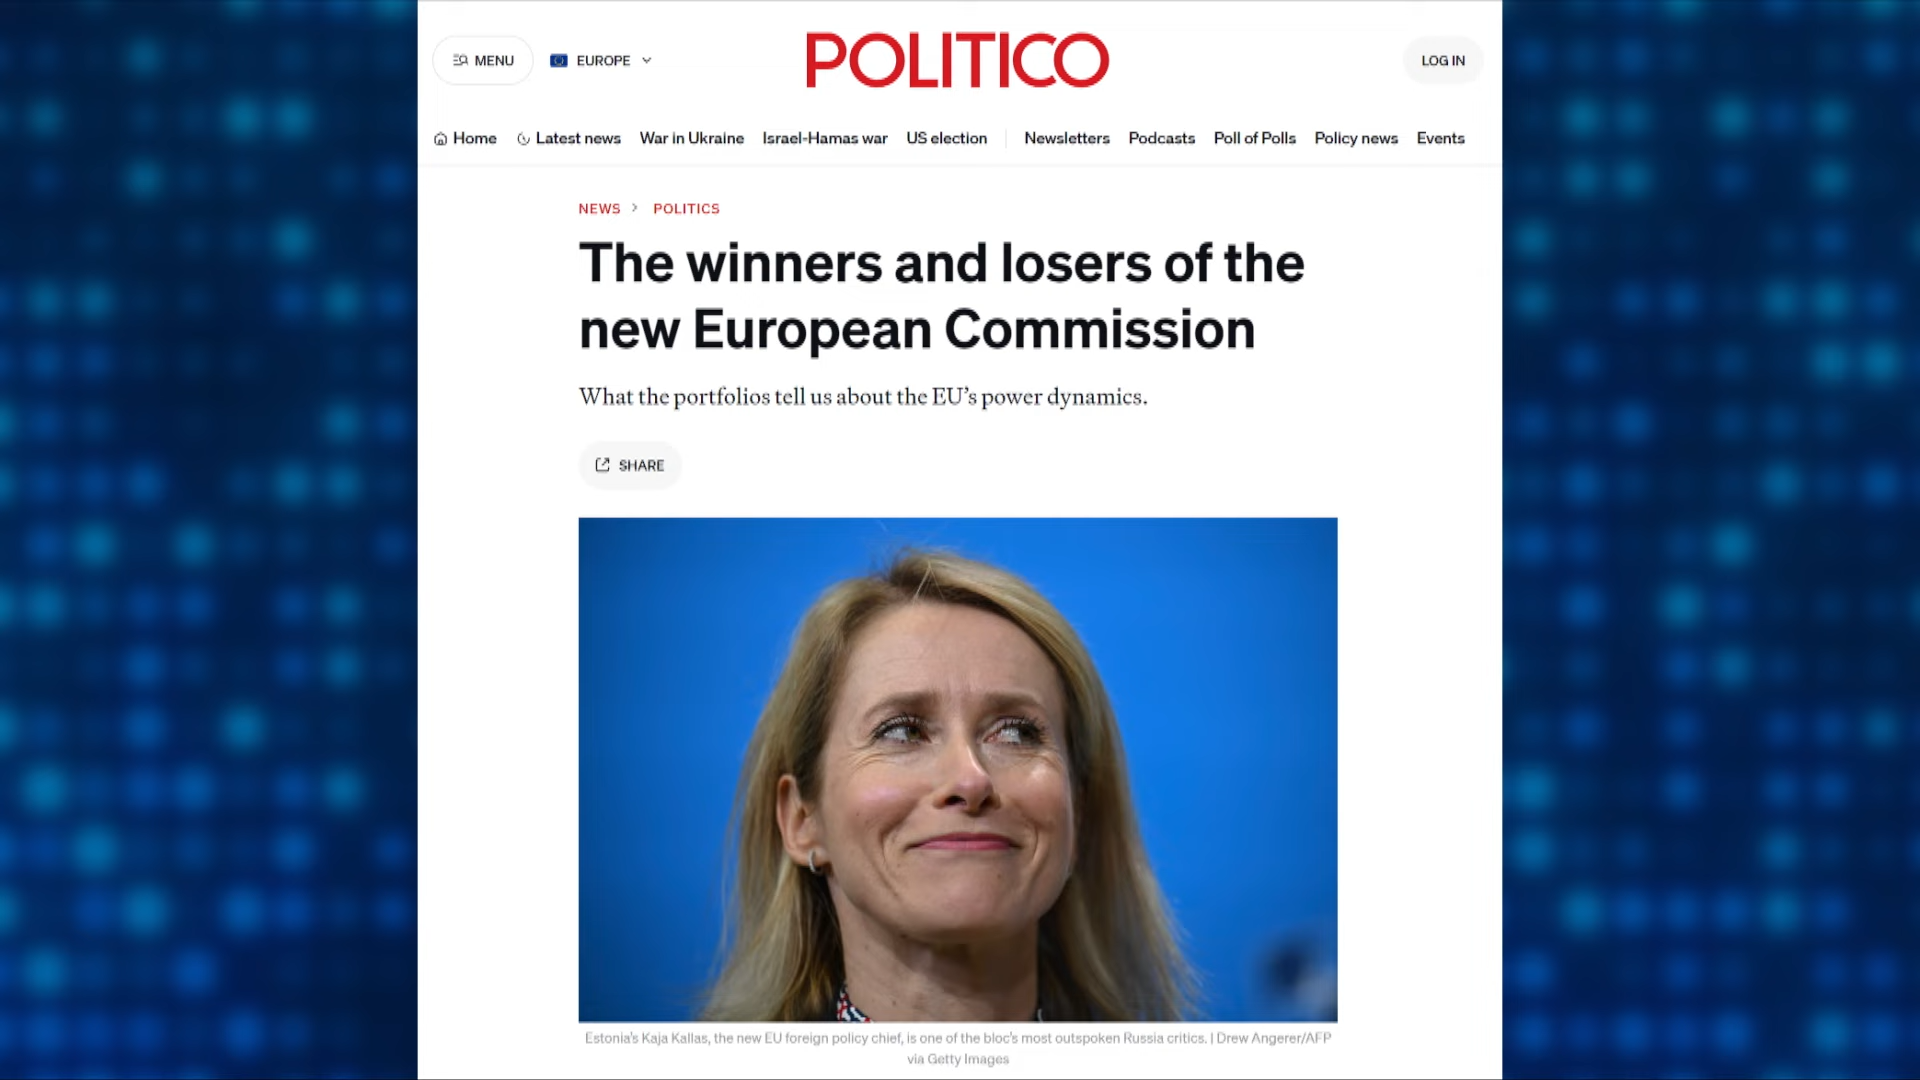 MENU
EUROPE
POLITICO
LOG IN
Home
Latest news
War in Ukraine
Israel-Hamas war
US election
Newsletters
Podcasts
Poll of Polls
Policy news
Events
NEWS > POLITICS
The winners and losers of the
new European Commission
What the portfolios tell us about the EU’s power dynamics.
SHARE
Estonia’s Kaja Kallas, the new EU foreign policy chief, is one of the bloc’s most outspoken Russia critics. | Drew Angerer/AFP
via Getty Images